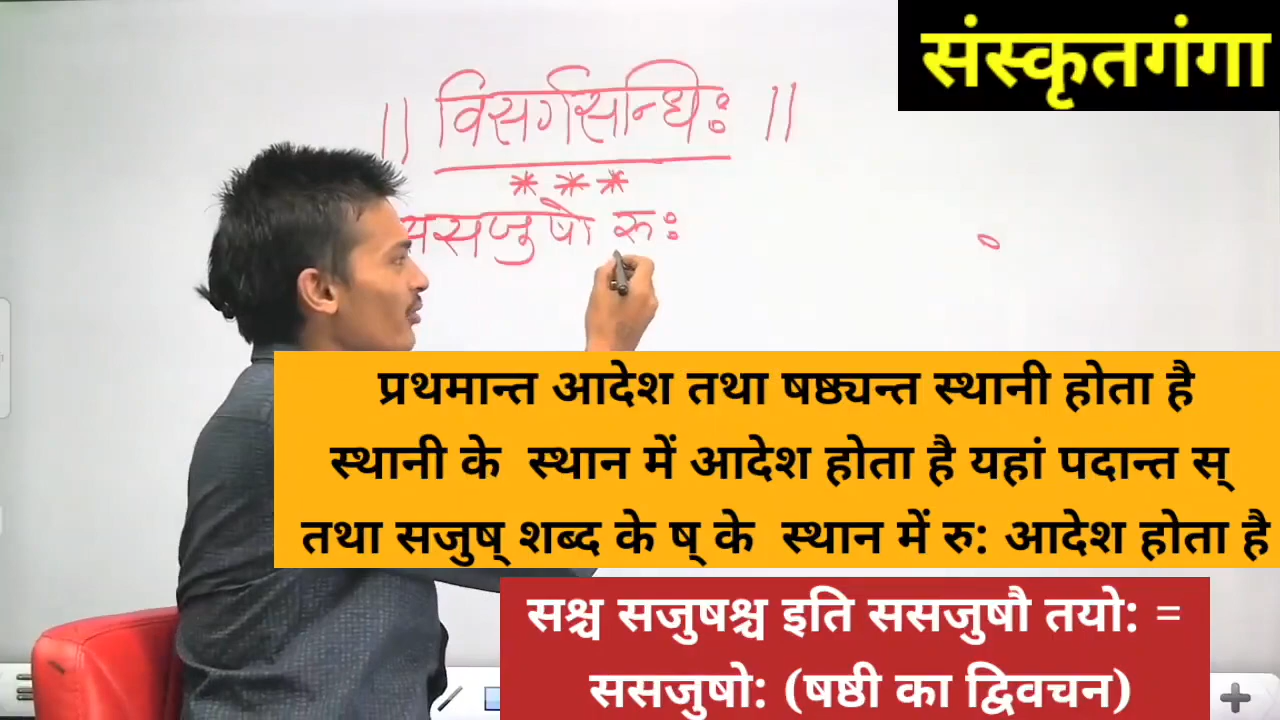 संस्कृतगंगा
|| विसर्गसन्धिः ||
***
ससजुषो रुः
प्रथमान्त आदेश तथा षष्ठ्यन्त स्थानी होता है
स्थानी के स्थान में आदेश होता है यहां पदान्त स्
तथा सजुष् शब्द के ष् के स्थान में रु: आदेश होता है
सश्च सजुषश्च इति ससजुषौ तयो: =
ससजुषो: (षष्ठी का द्विवचन)